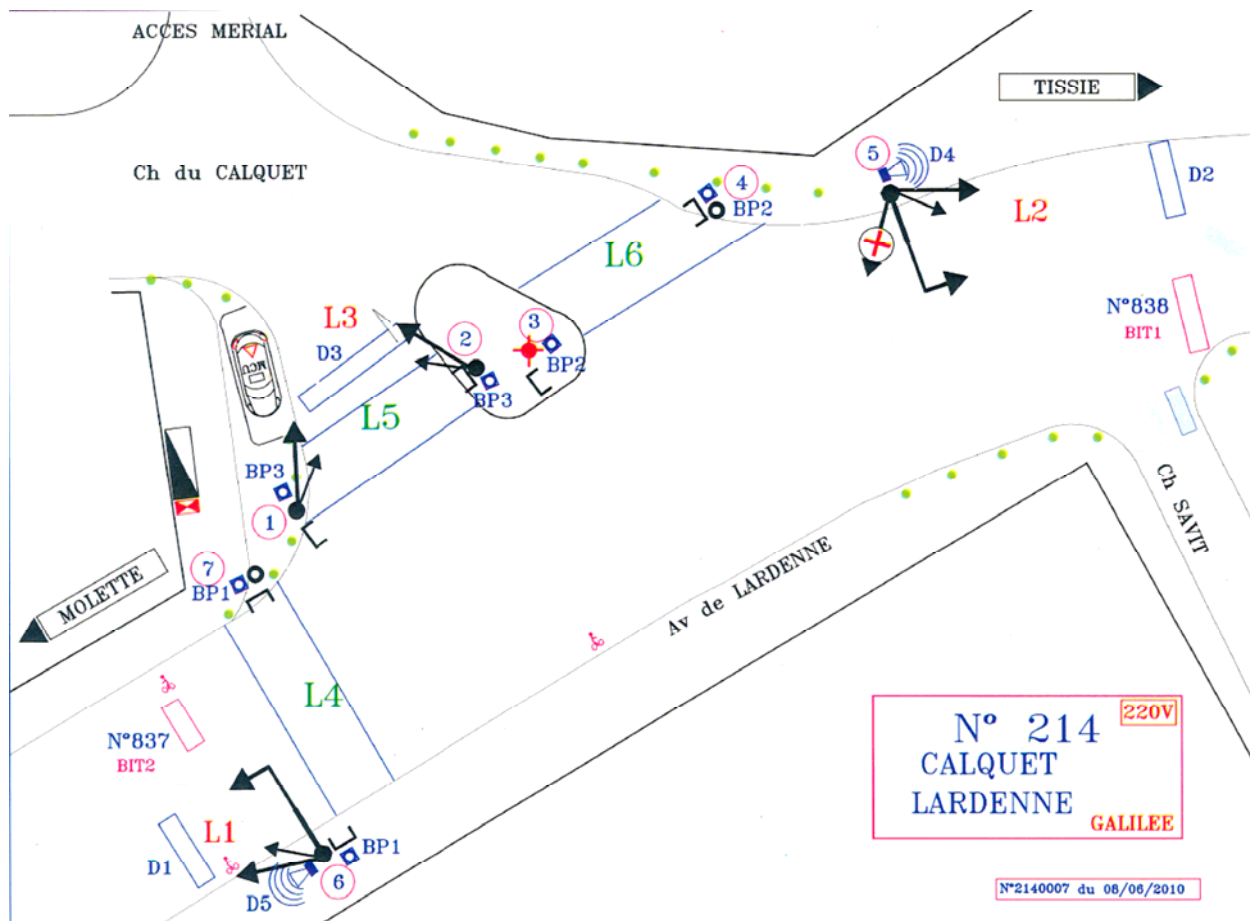 ACCES MERIAL
TISSIE
Ch du CALQUET
5
D4
4
BP2
D2
L2
L6
N°838
BIT1
L3
3
2
D3
BP2
BP3
MCU
L5
BP3
1
Ch SAVIT
7
BP1
MOLETTE
Av de LARDENNE
L4
N°837
BIT2
220V
N° 214
CALQUET
LARDENNE
GALILEE
L1
BP1
D1
6
D5
N°2140007 du 08/06/2010